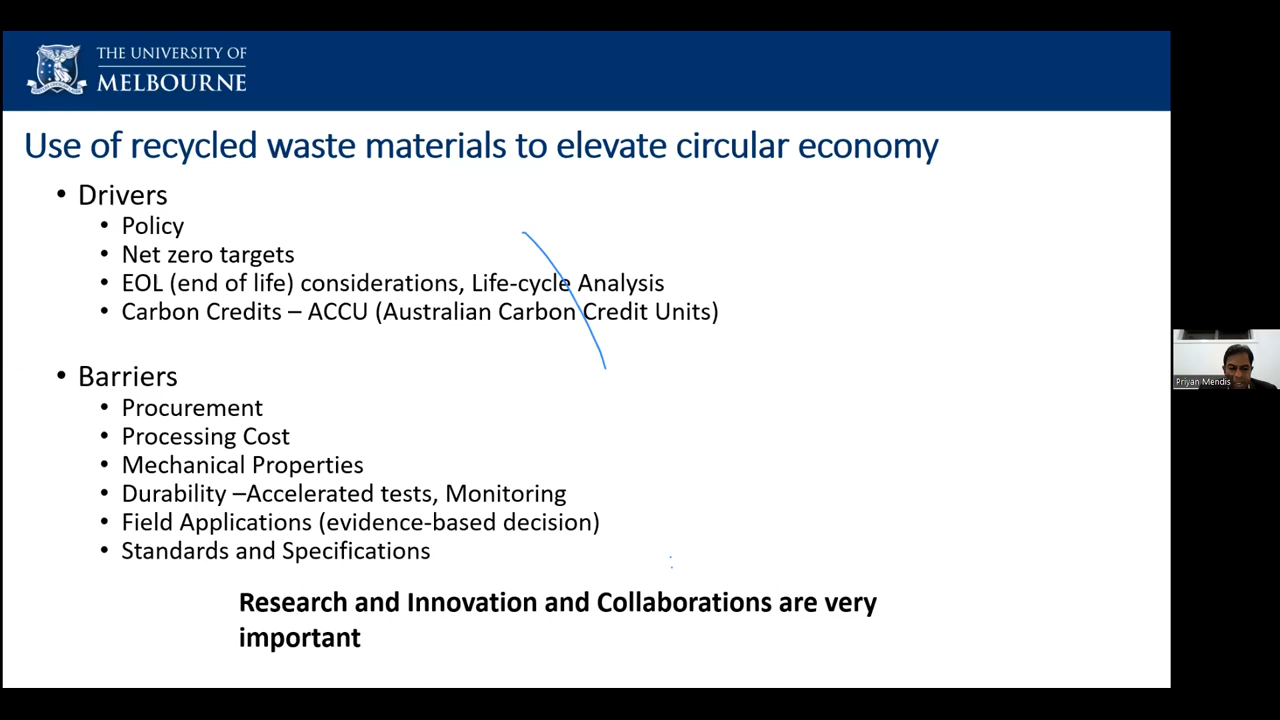 THE UNIVERSITY OF
MELBOURNE
Use of recycled waste materials to elevate circular economy
• Drivers
• Policy
• Net zero targets
• EOL (end of life) considerations, Life-cycle Analysis
• Carbon Credits – ACCU (Australian Carbon Credit Units)
• Barriers
• Procurement
• Processing Cost
• Mechanical Properties
• Durability –Accelerated tests, Monitoring
• Field Applications (evidence-based decision)
• Standards and Specifications
Research and Innovation and Collaborations are very
important
Priyan Mendis